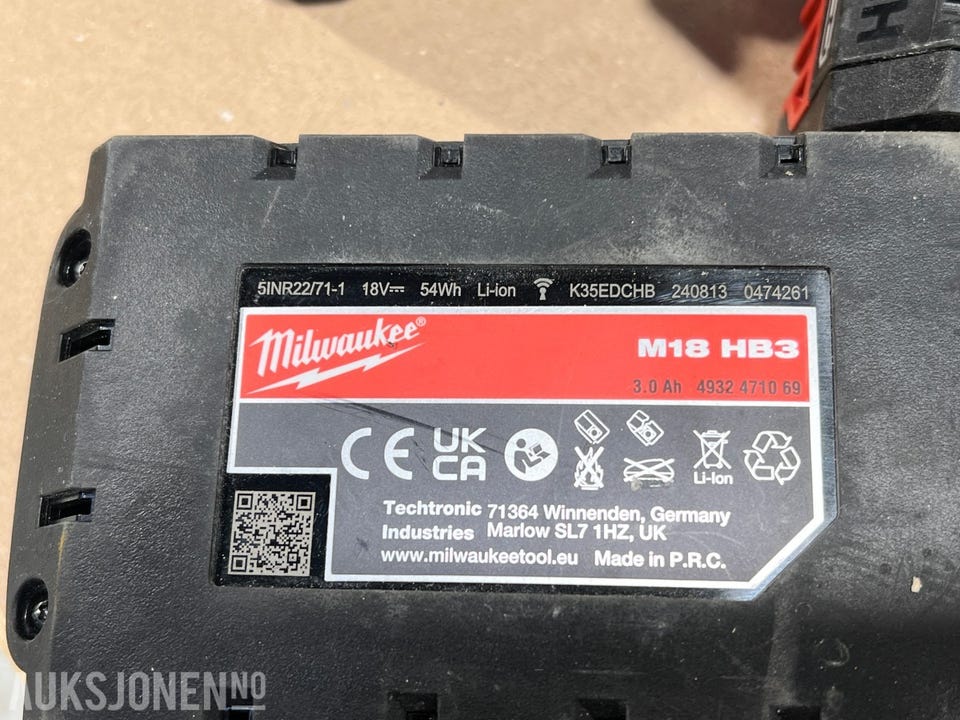 5INR22/71-1 18V⎓ 54Wh Li-ion K35EDCHB 240813 0474261
Milwaukee®
M18 HB3
3.0 Ah 4932 4710 69
CE UK CA
Li-Ion
Techtronic Industries
71364 Winnenden, Germany
Marlow SL7 1HZ, UK
www.milwaukeetool.eu Made in P.R.C.
AUKSJONEN.NO